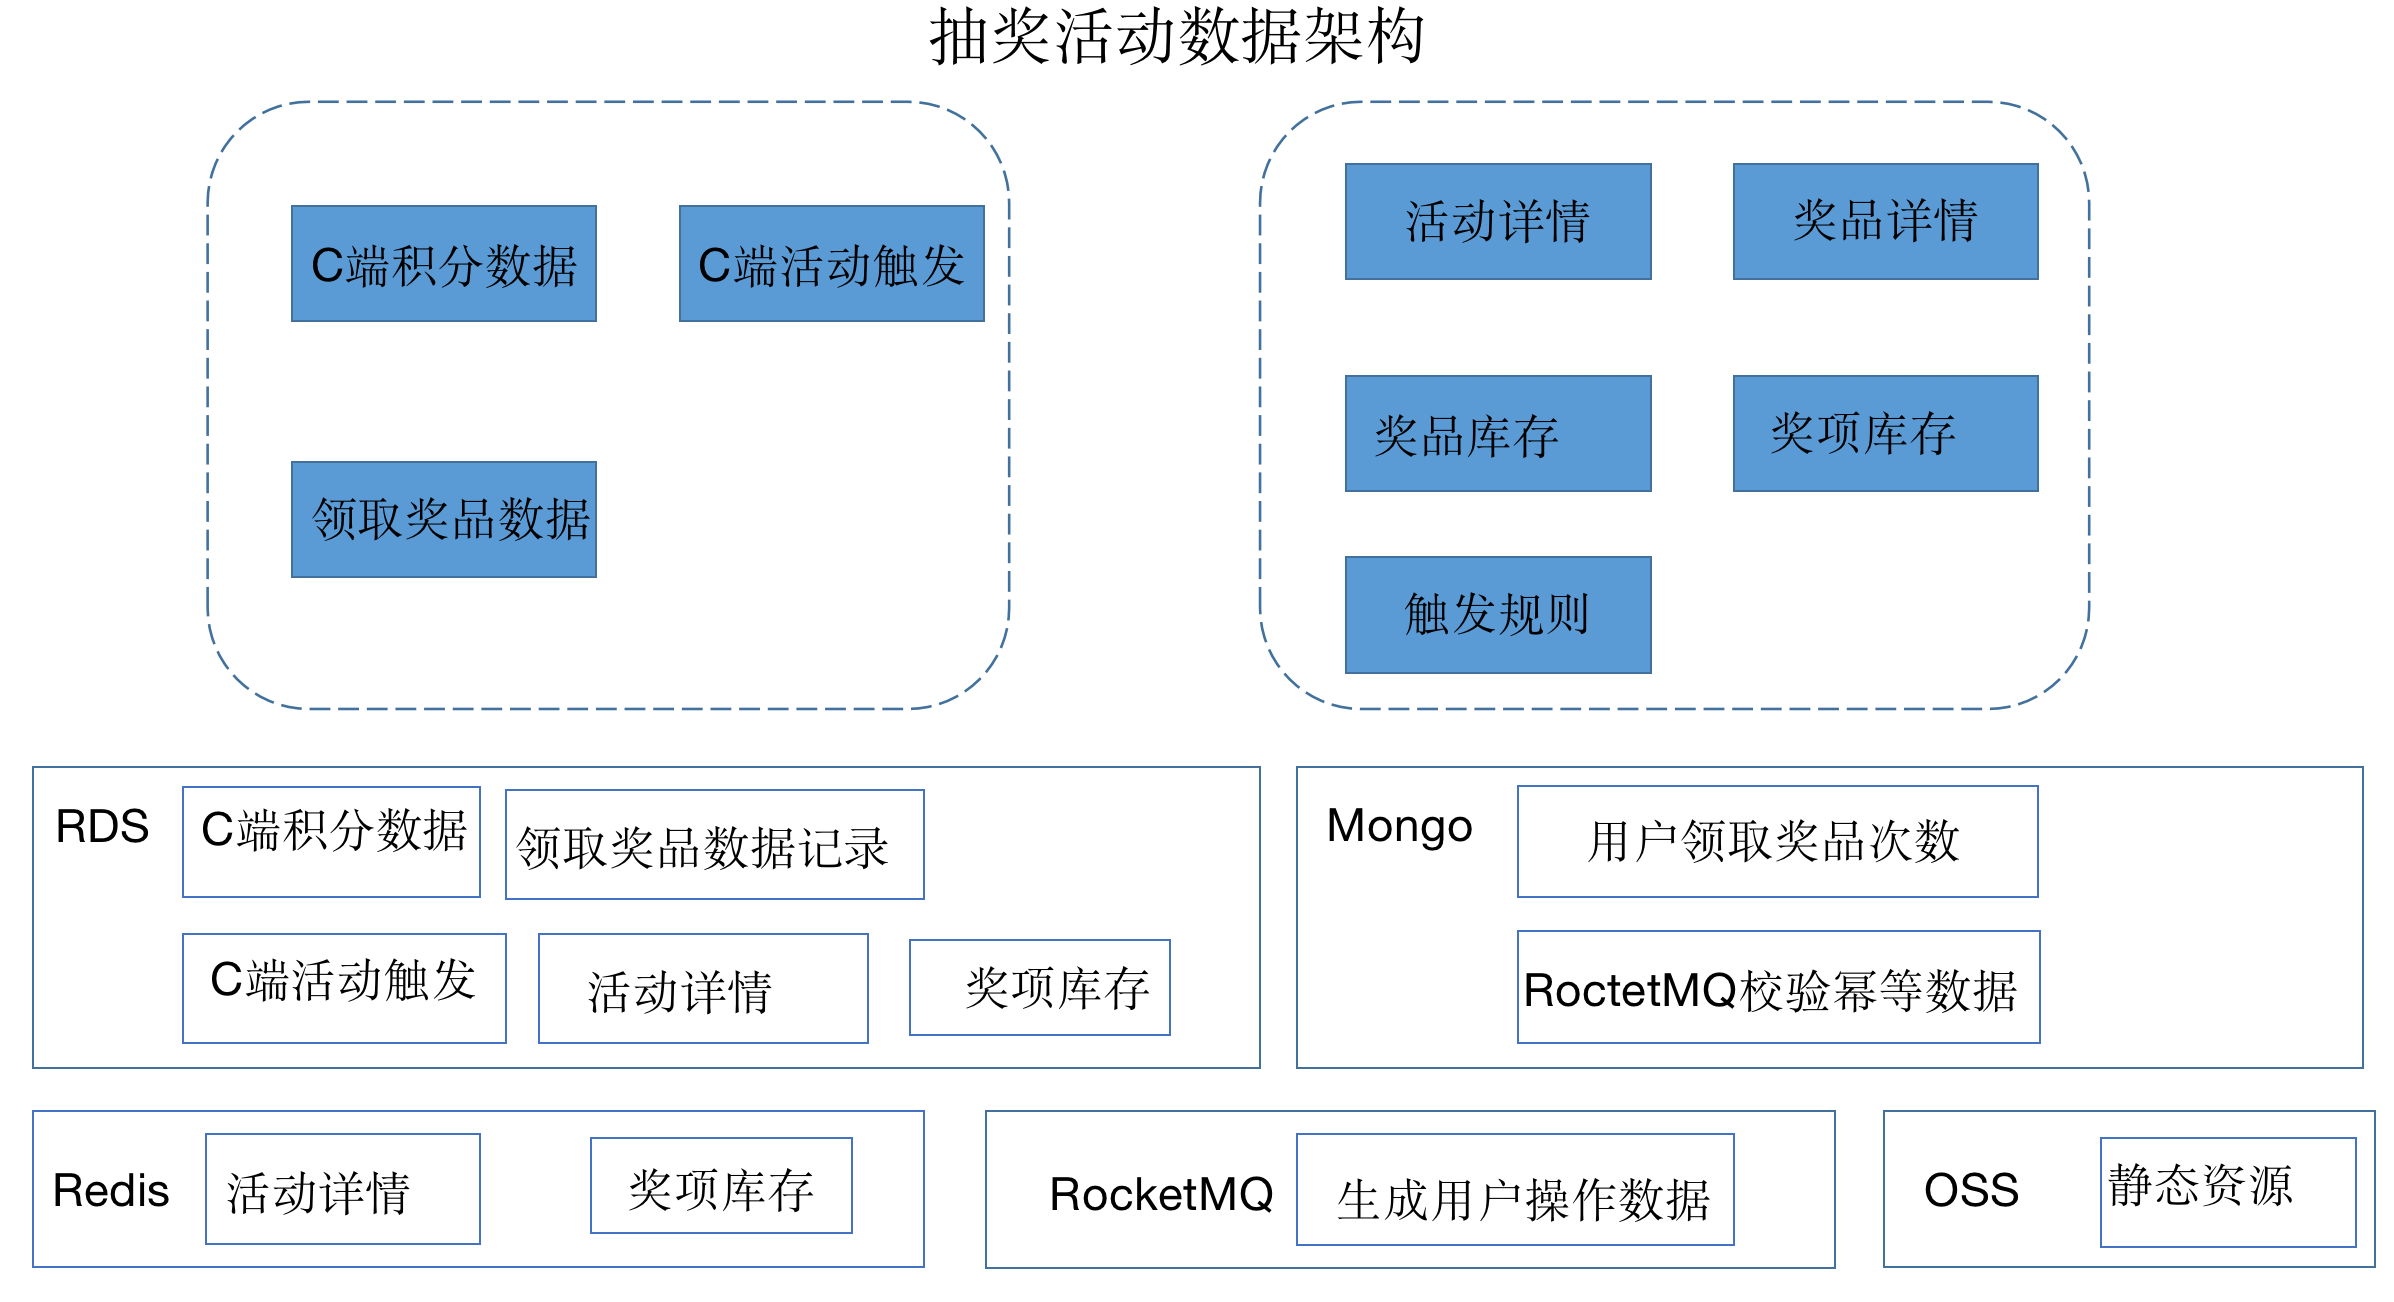 抽奖活动数据架构
C端积分数据
C端活动触发
领取奖品数据
活动详情
奖品详情
奖品库存
奖项库存
触发规则
RDS
C端积分数据
领取奖品数据记录
C端活动触发
活动详情
奖项库存
Mongo
用户领取奖品次数
RoctetMQ校验幂等数据
Redis
活动详情
奖项库存
RocketMQ
生成用户操作数据
OSS
静态资源